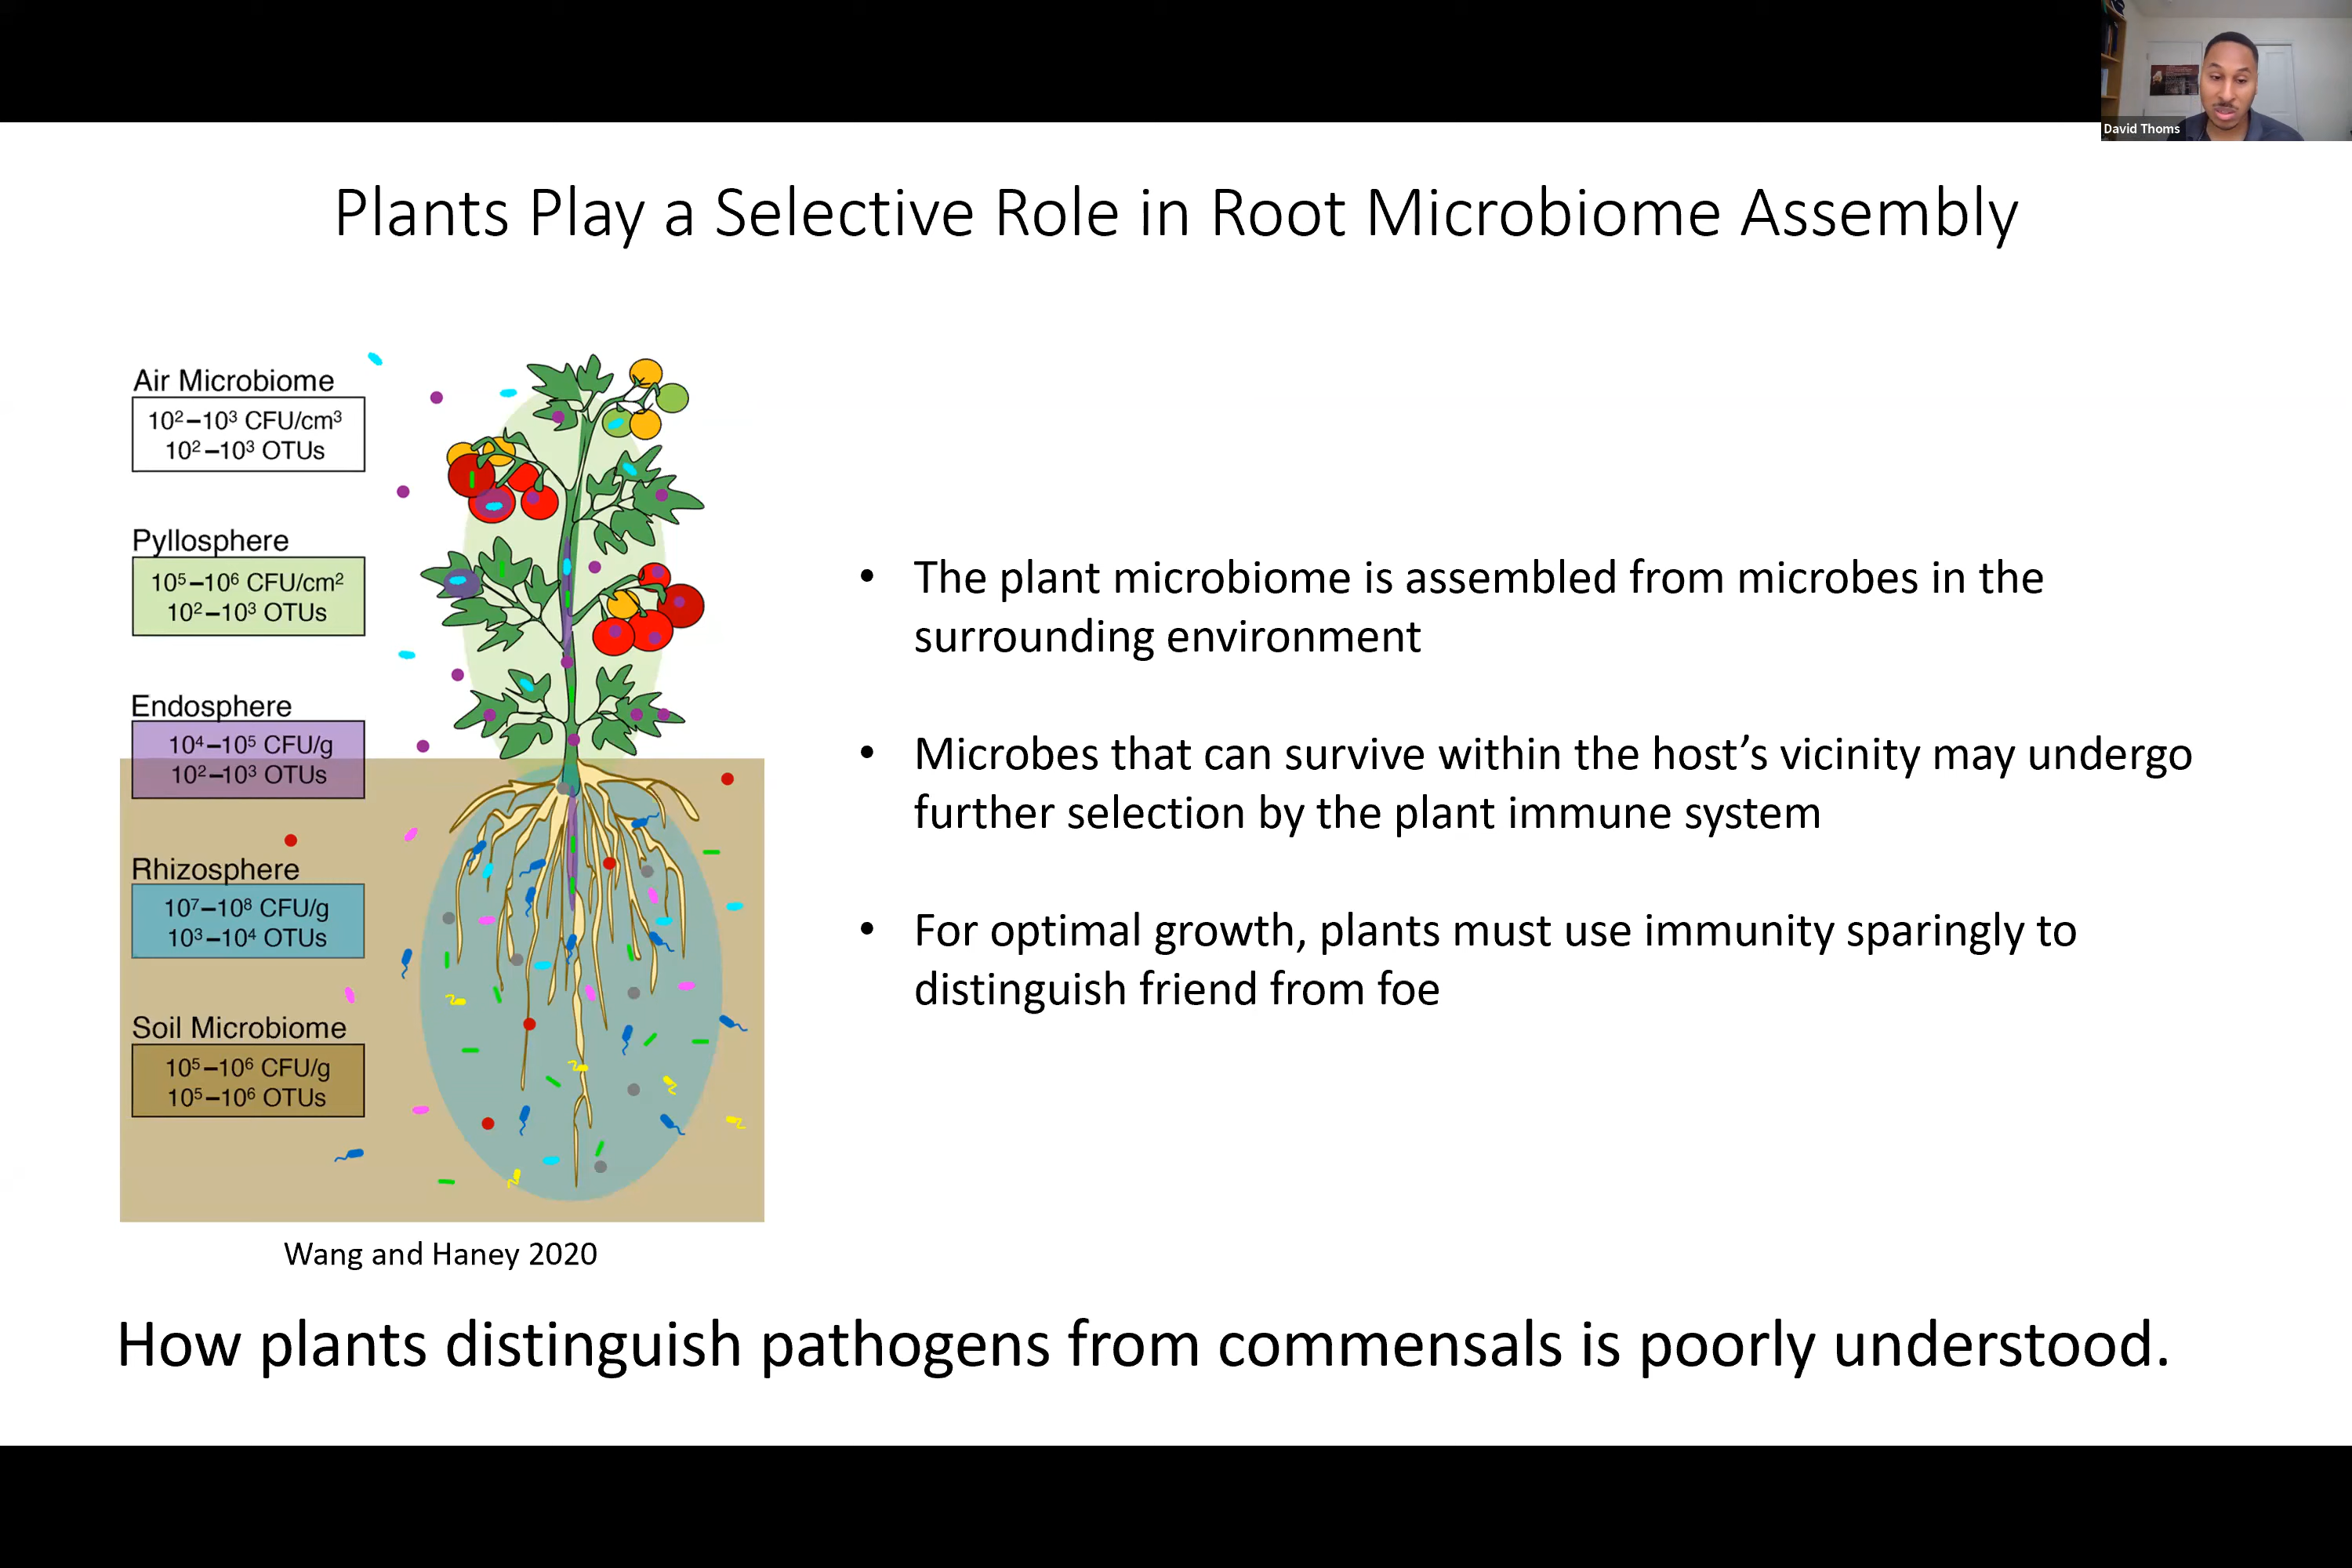 David Thoms
Plants Play a Selective Role in Root Microbiome Assembly
Air Microbiome
10²–10³ CFU/cm³
10²–10³ OTUs
Pyllosphere
10⁵–10⁶ CFU/cm²
10²–10³ OTUs
Endosphere
10⁴–10⁵ CFU/g
10²–10³ OTUs
Rhizosphere
10⁷–10⁸ CFU/g
10³–10⁴ OTUs
Soil Microbiome
10⁵–10⁶ CFU/g
10⁵–10⁶ OTUs
Wang and Haney 2020
• The plant microbiome is assembled from microbes in the
surrounding environment
• Microbes that can survive within the host’s vicinity may undergo
further selection by the plant immune system
• For optimal growth, plants must use immunity sparingly to
distinguish friend from foe
How plants distinguish pathogens from commensals is poorly understood.